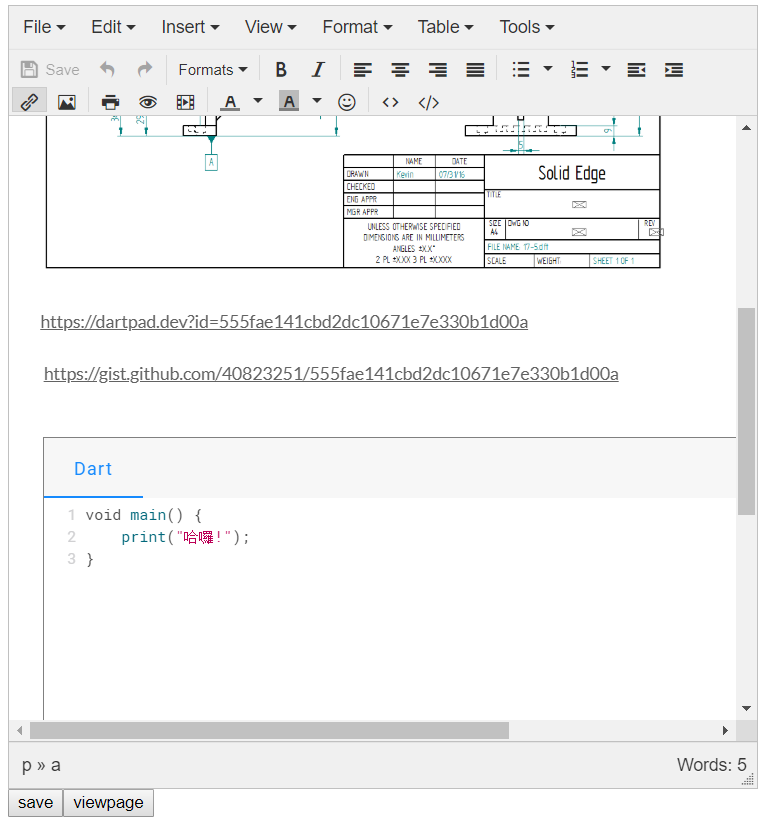 File Edit Insert View Format Table Tools
Save Formats B I
A A
A
5
9
NAME DATE
DRAWN Kevin 07/31/16
CHECKED
ENG APPR
MGR APPR
UNLESS OTHERWISE SPECIFIED
DIMENSIONS ARE IN MILLIMETERS
ANGLES ±X.X°
2 PL ±X.XX 3 PL ±X.XXX
Solid Edge
TITLE
SIZE DWG NO REV
A4
FILE NAME: 17-5.dft
SCALE: WEIGHT: SHEET 1 OF 1
https://dartpad.dev?id=555fae141cbd2dc10671e7e330b1d00a
https://gist.github.com/40823251/555fae141cbd2dc10671e7e330b1d00a
Dart
1 void main() {
2 print("哈囉!");
3 }
p » a Words: 5
save viewpage